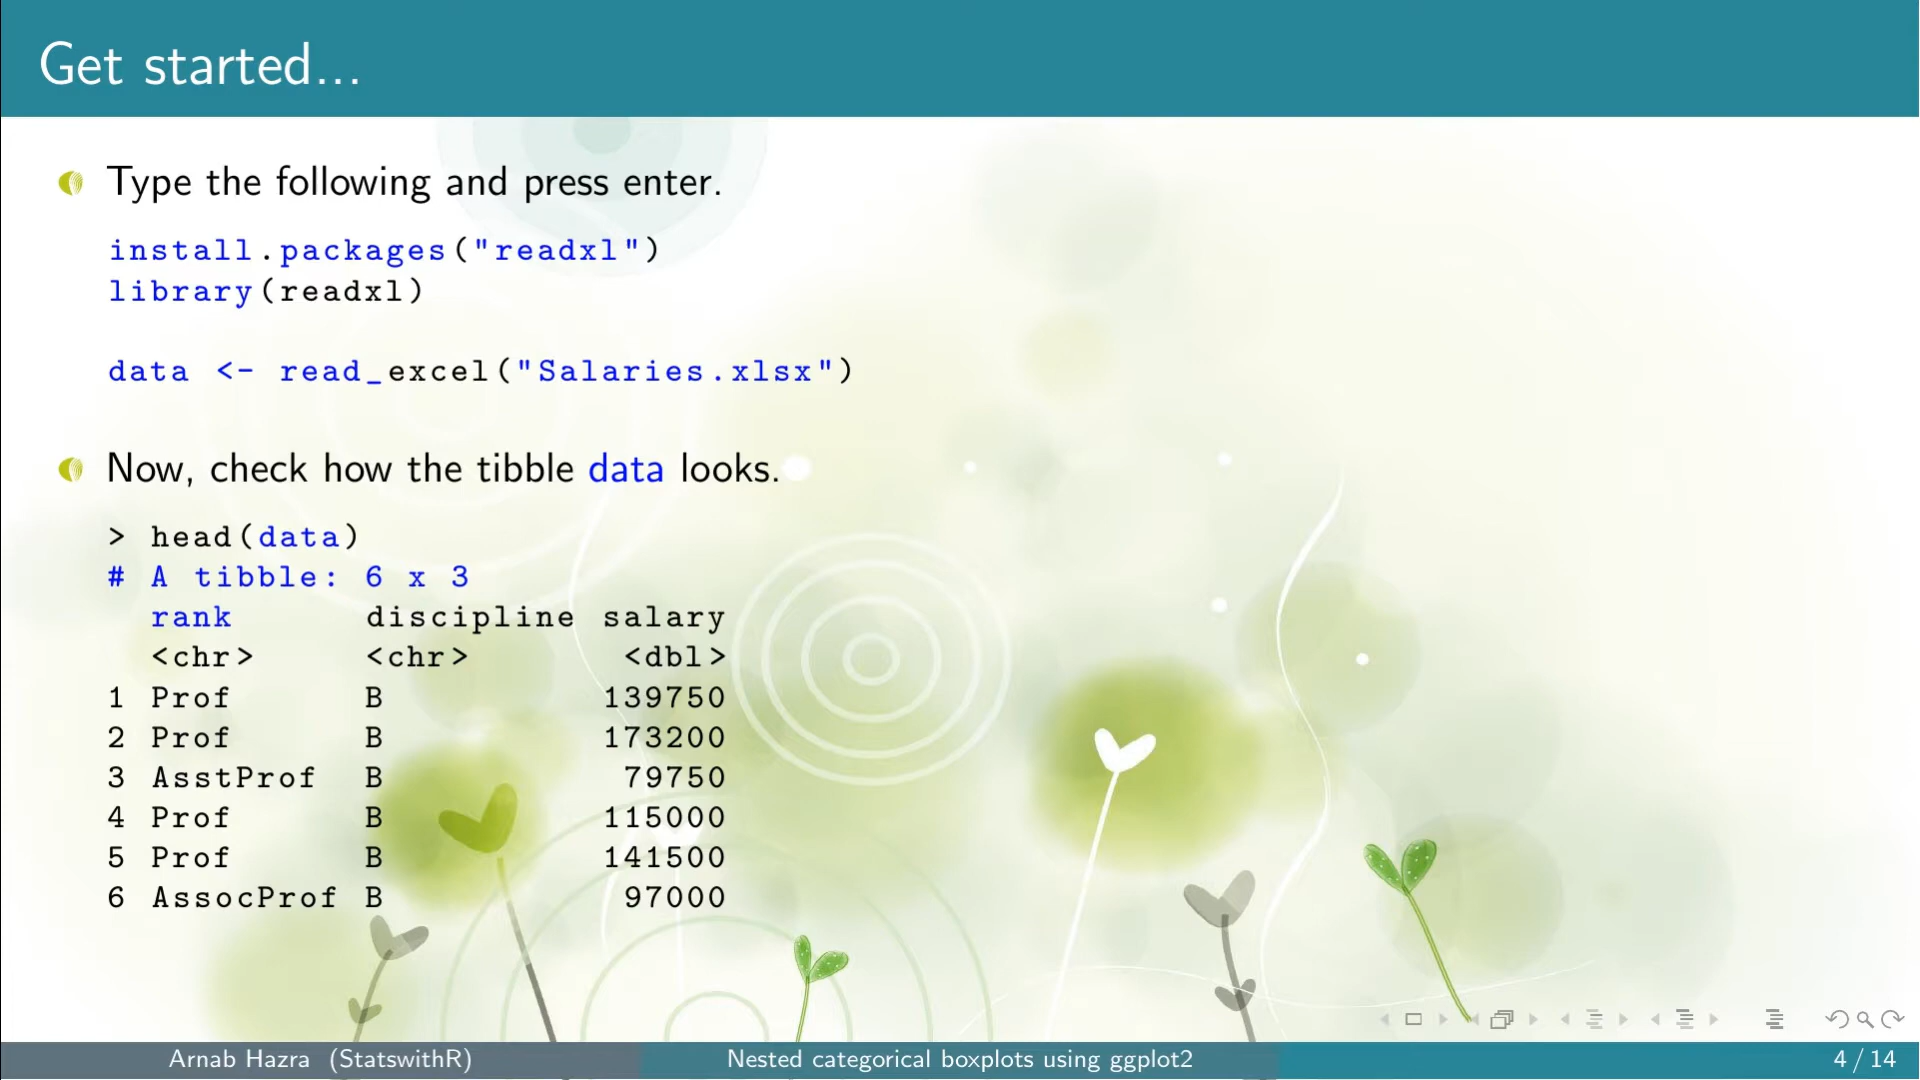 Get started...
Type the following and press enter.
install.packages("readxl")
library(readxl)
data <- read_excel("Salaries.xlsx")
Now, check how the tibble data looks.
> head(data)
# A tibble: 6 x 3
rank discipline salary
<chr> <chr> <dbl>
1 Prof B 139750
2 Prof B 173200
3 AsstProf B 79750
4 Prof B 115000
5 Prof B 141500
6 AssocProf B 97000
Arnab Hazra (StatswithR) Nested categorical boxplots using ggplot2 4 / 14